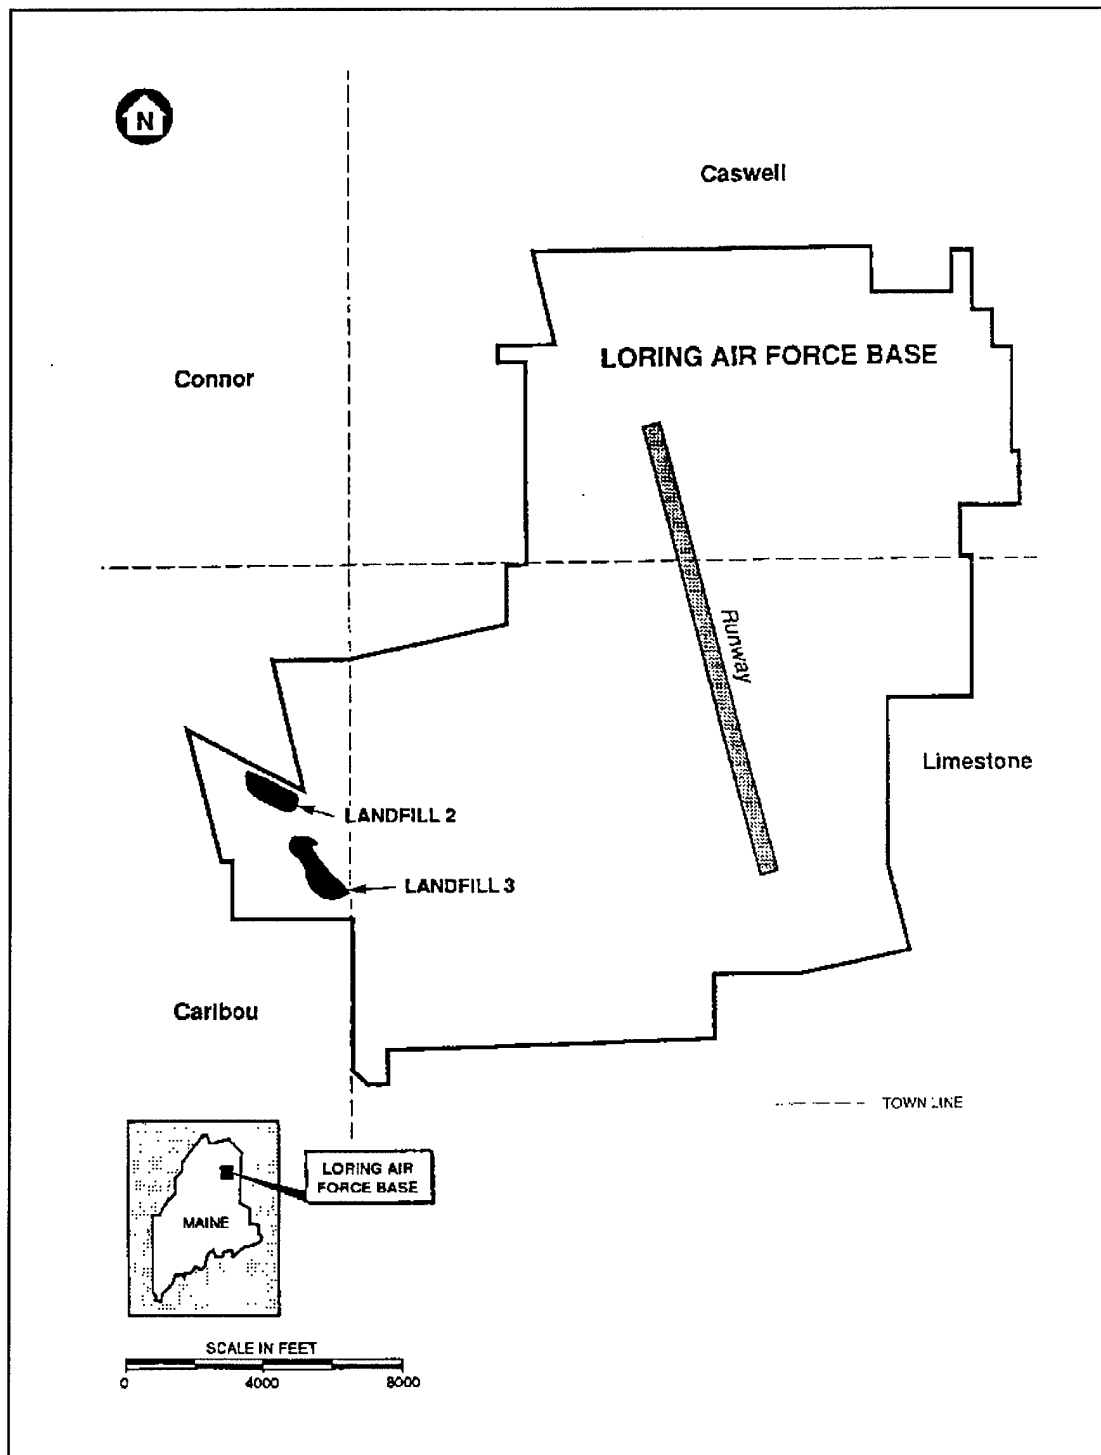 N
Caswell
LORING AIR FORCE BASE
Connor
Runway
Limestone
LANDFILL 2
LANDFILL 3
Caribou
TOWN LINE
LORING AIR
FORCE BASE
MAINE
SCALE IN FEET
0 4000 8000